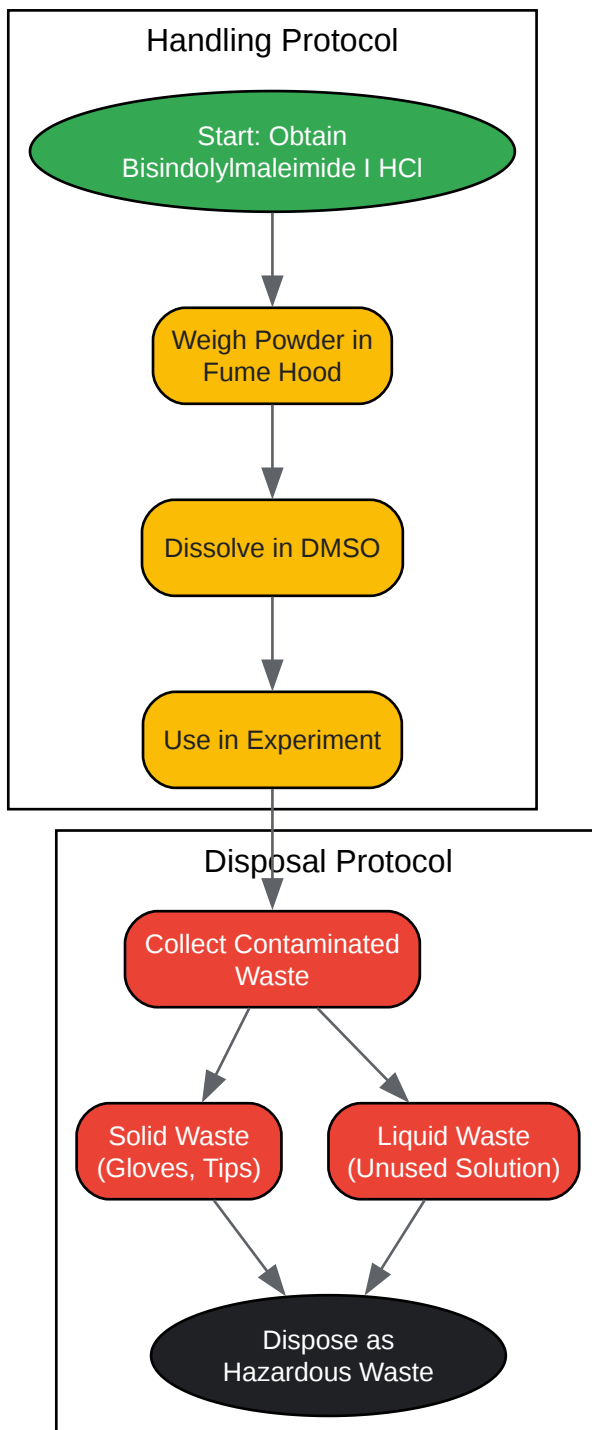 Handling Protocol
Start: Obtain
Bisindolylmaleimide I HCl
Weigh Powder in
Fume Hood
Dissolve in DMSO
Use in Experiment
Disposal Protocol
Collect Contaminated
Waste
Solid Waste
(Gloves, Tips)
Liquid Waste
(Unused Solution)
Dispose as
Hazardous Waste